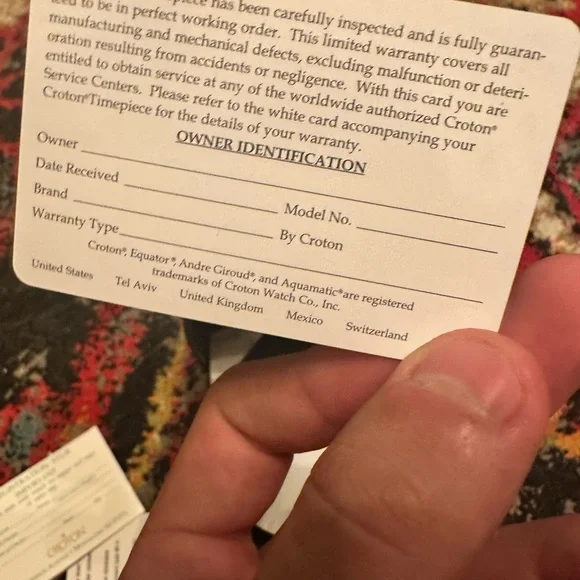 has been carefully inspected and is fully guaran-
to be in perfect working order. This limited warranty covers all
manufacturing and mechanical defects, excluding malfunction or deteri-
oration resulting from accidents or negligence. With this card you are
entitled to obtain service at any of the worldwide authorized Croton®
Service Centers. Please refer to the white card accompanying your
Croton® Timepiece for the details of your warranty.
OWNER IDENTIFICATION
Owner
Date Received Model No.
Brand By Croton
Warranty Type
Croton®, Equator®, Andre Giroud®, and Aquamatic® are registered
trademarks of Croton Watch Co., Inc.
United States Tel Aviv United Kingdom Mexico Switzerland
CROTON